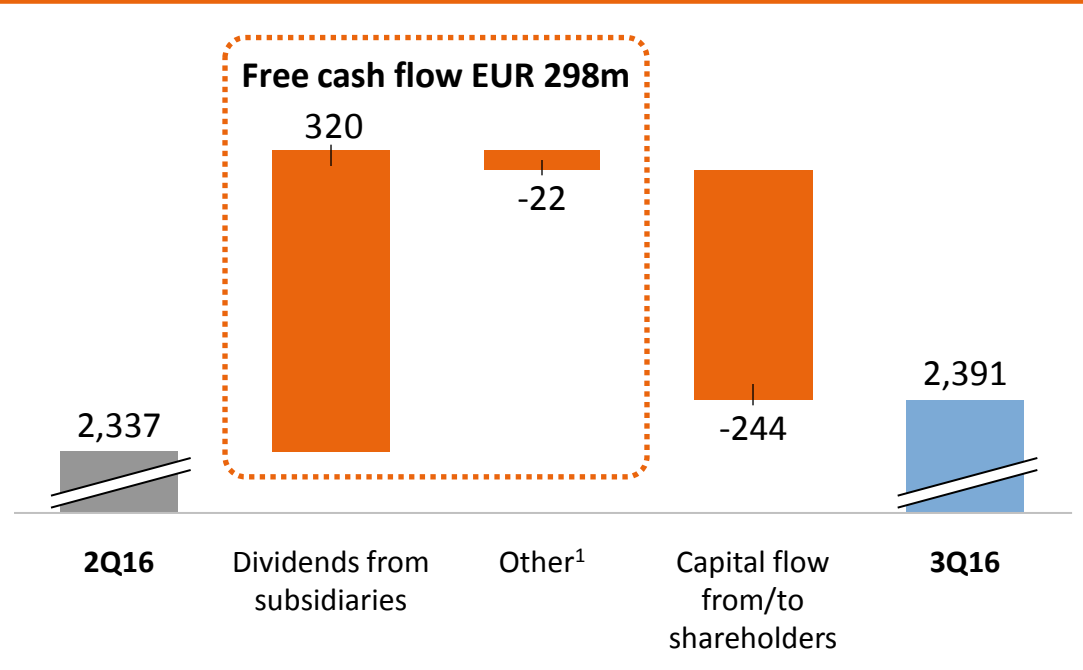 Free cash flow EUR 298m
320
-22
-244
2,337
2,391
2Q16
Dividends from
subsidiaries
Other¹
Capital flow
from/to
shareholders
3Q16